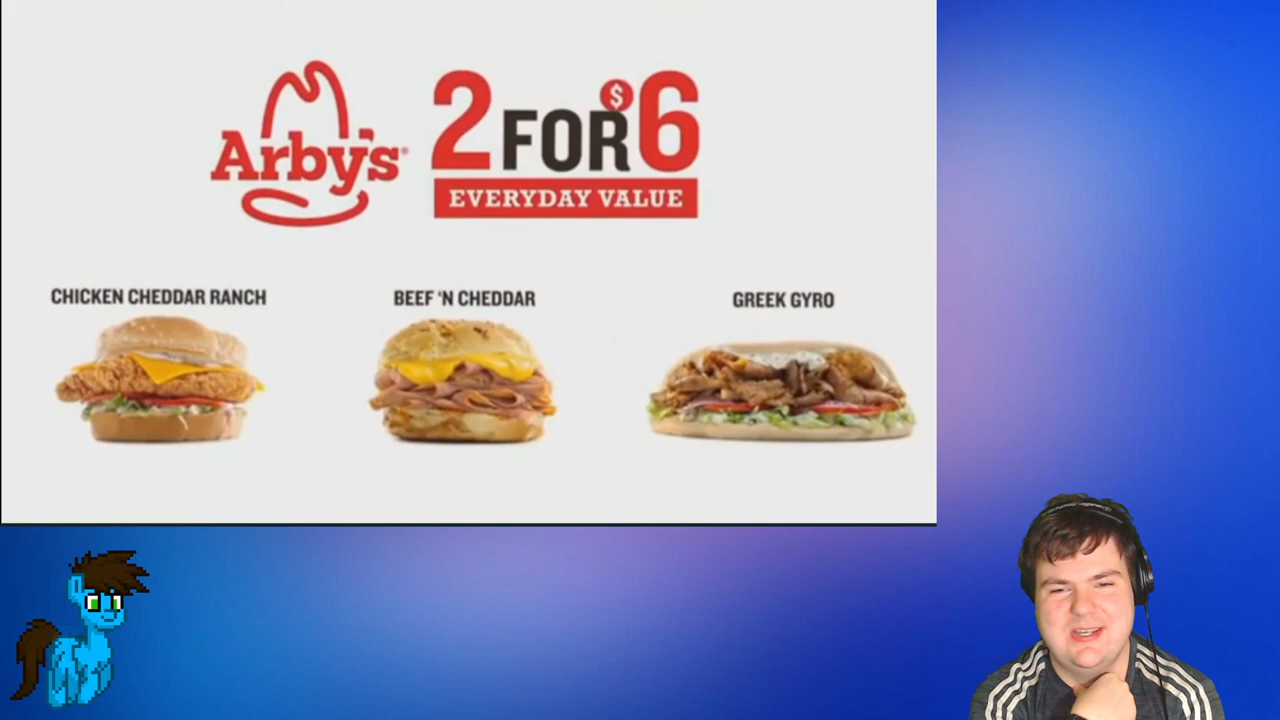 Arby's®
2 FOR $6
EVERYDAY VALUE
CHICKEN CHEDDAR RANCH
BEEF 'N CHEDDAR
GREEK GYRO